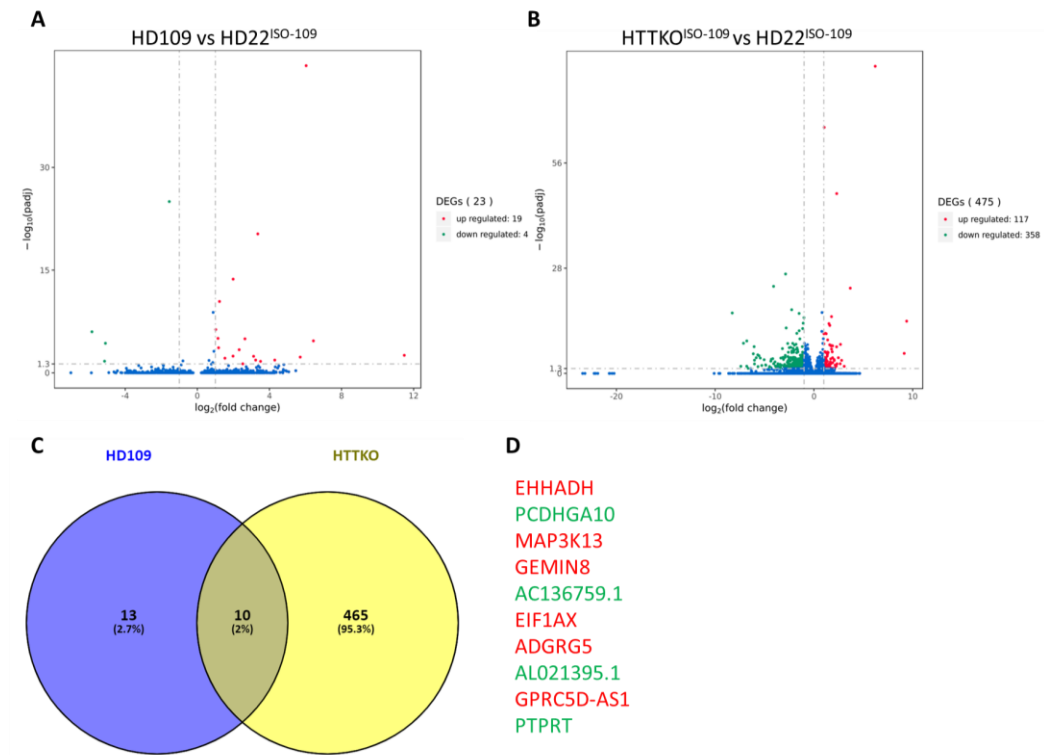 A
HD109 vs HD22ISO-109
30
15
1.3
0
−log10(padj)
-4
0
4
8
12
log2(fold change)
DEGs ( 23 )
up regulated: 19
down regulated: 4
B
HTTKOISO-109 vs HD22ISO-109
56
28
1.3
0
−log10(padj)
-20
-10
0
10
log2(fold change)
DEGs ( 475 )
up regulated: 117
down regulated: 358
C
HD109
HTTKO
13
(2.7%)
10
(2%)
465
(95.3%)
D
EHHADH
PCDHGA10
MAP3K13
GEMIN8
AC136759.1
EIF1AX
ADGRG5
AL021395.1
GPRC5D-AS1
PTPRT